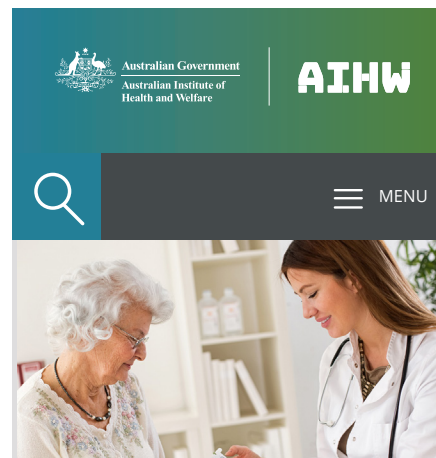 Australian Government
Australian Institute of
Health and Welfare
AIHW
MENU